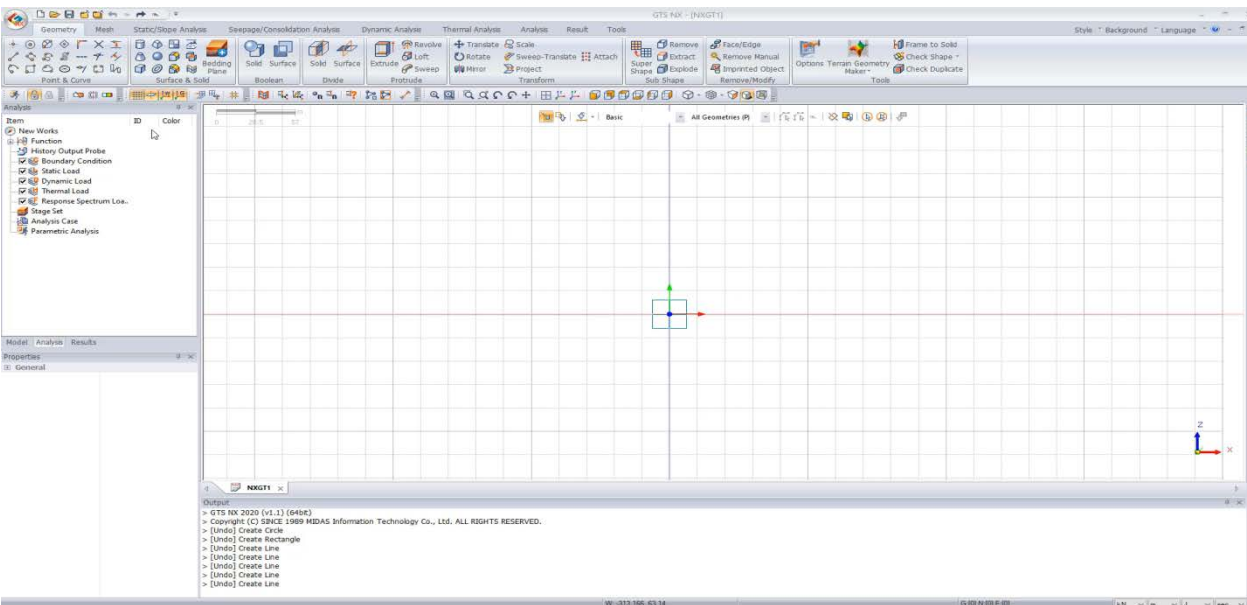 GTS NX - [NXGT1]
Geometry Mesh Static/Slope Analysis Seepage/Consolidation Analysis Dynamic Analysis Thermal Analysis Analysis Result Tools Style Background Language
Revolve Translate Scale Remove Face/Edge Frame to Solid
Bedding Plane Solid Surface Solid Surface Extrude Loft Rotate Sweep-Translate Attach Super Shape Extract Remove Manual Options Terrain Geometry Maker Check Shape
Sweep Mirror Project Explode Imprinted Object Check Duplicate
Point & Curve Surface & Solid Boolean Divide Protrude Transform Sub Shape Remove/Modify Tools
Analysis
Item ID Color
Basic All Geometries (P)
New Works
Function
History Output Probe
Boundary Condition
Static Load
Dynamic Load
Thermal Load
Response Spectrum Loa..
Stage Set
Analysis Case
Parametric Analysis
Model Analysis Results
Properties
General
Z
X
NXGT1
Output
> GTS NX 2020 (v1.1) (64bit)
> Copyright (C) SINCE 1989 MIDAS Information Technology Co., Ltd. ALL RIGHTS RESERVED.
> [Undo] Create Circle
> [Undo] Create Rectangle
> [Undo] Create Line
> [Undo] Create Line
> [Undo] Create Line
> [Undo] Create Line
> [Undo] Create Line